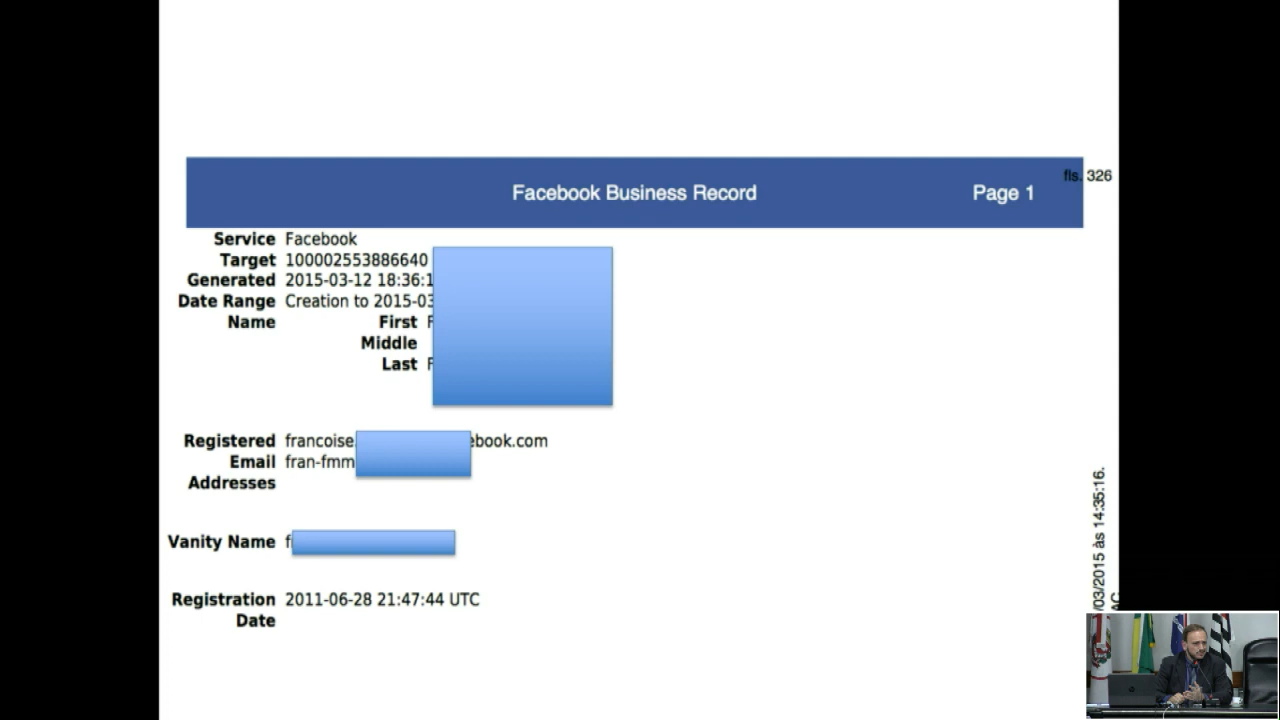 Facebook Business Record
Page 1
fls. 326
Service Facebook
Target 100002553886640
Generated 2015-03-12 18:36:1
Date Range Creation to 2015-03
Name First F
Middle
Last F
Registered francoise ebook.com
Email fran-fmm
Addresses
Vanity Name f
Registration 2011-06-28 21:47:44 UTC
Date
/03/2015 às 14:35:16.